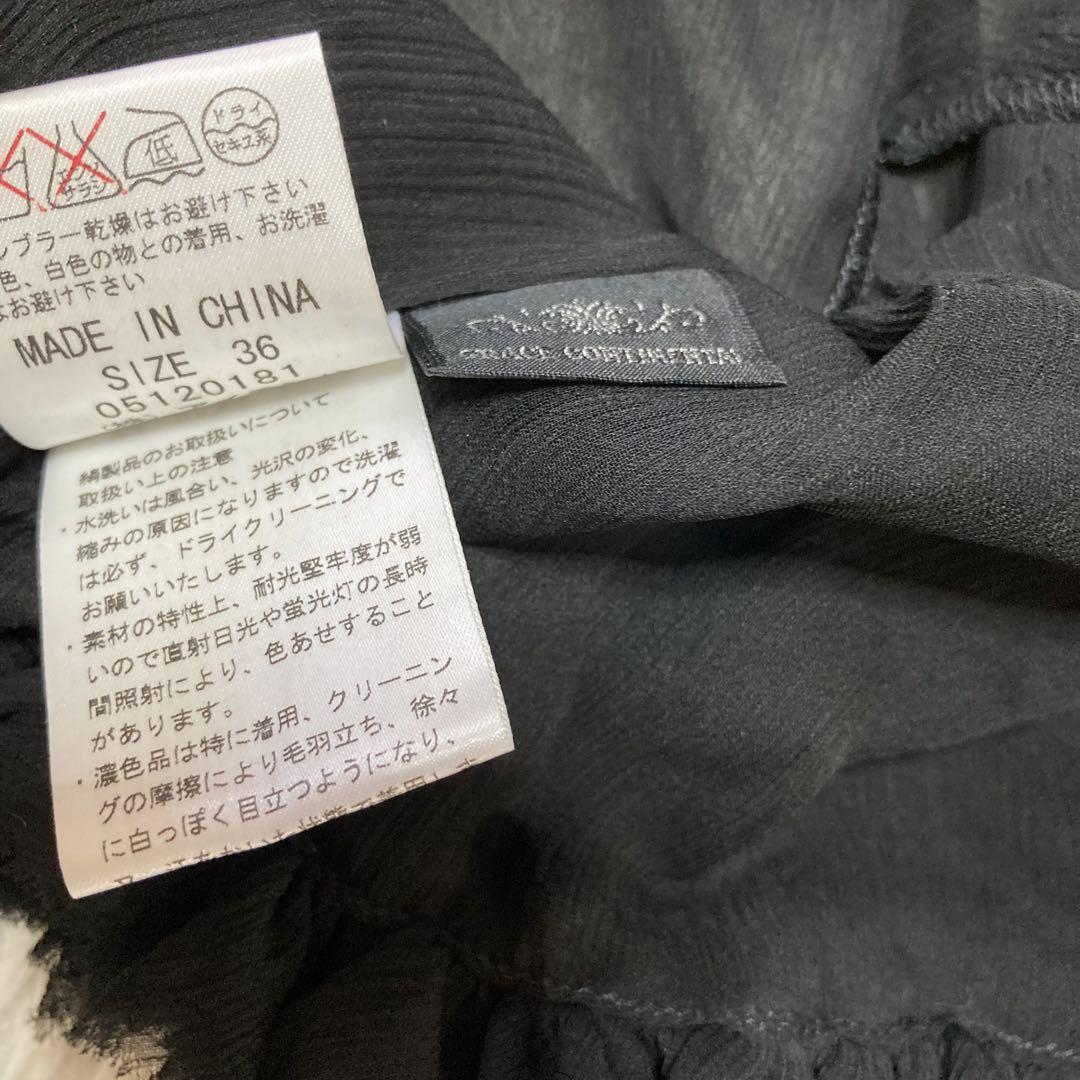 ドライ
セキユ系
低
サラシ
ンブラー乾燥はお避け下さい
色、白色の物との着用、お洗濯
はお避け下さい
MADE IN CHINA
SIZE 36
05120181
絹製品のお取扱いについて
取扱い上の注意
・水洗いは風合い、光沢の変化、
縮みの原因になりますので洗濯
は必ず、ドライクリーニングで
お願いいたします。
・素材の特性上、耐光堅牢度が弱
いので直射日光や蛍光灯の長時
間照射により、色あせすること
があります。
・濃色品は特に着用、クリーニン
グの摩擦により毛羽立ち、徐々
に白っぽく目立つようになり、
GRACE CONTINENTAL